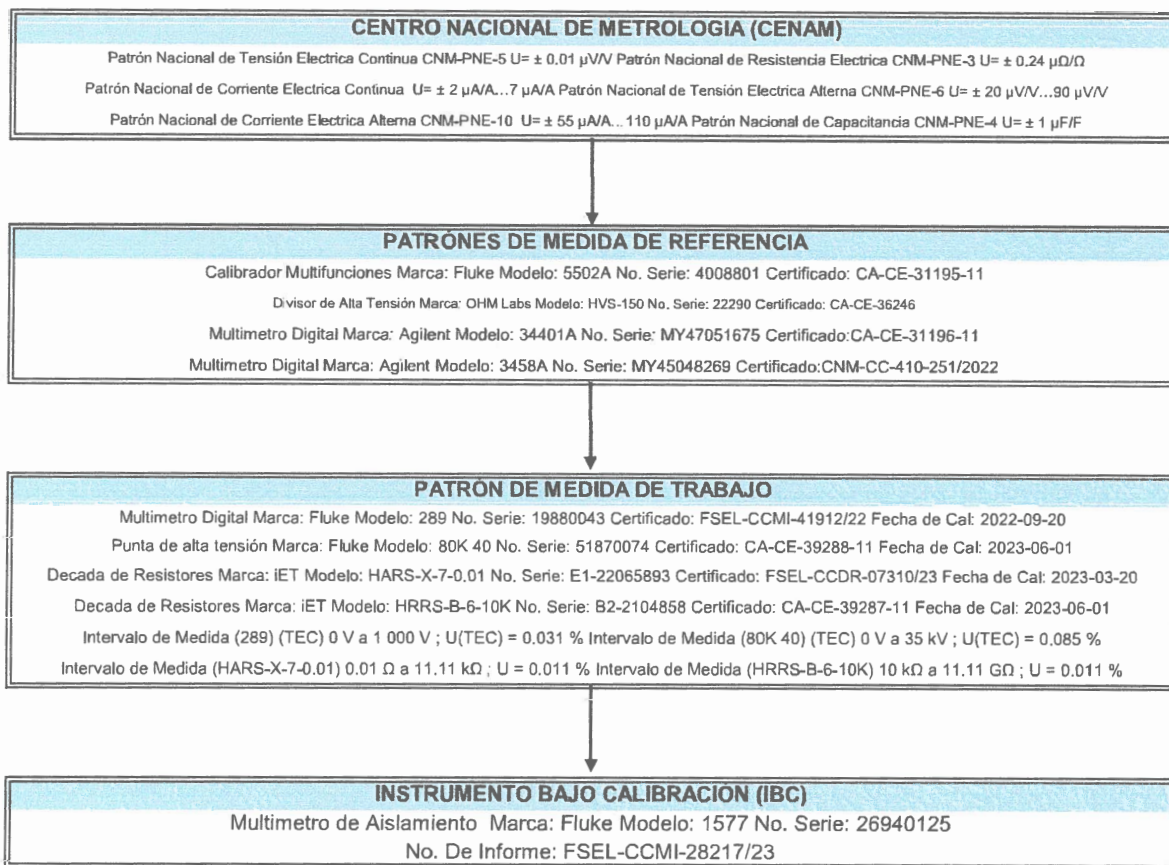 CENTRO NACIONAL DE METROLOGIA (CENAM)
Patrón Nacional de Tensión Electrica Continua CNM-PNE-5 U= ± 0.01 µV/V Patrón Nacional de Resistencia Electrica CNM-PNE-3 U= ± 0.24 µΩ/Ω
Patrón Nacional de Corriente Electrica Continua U= ± 2 µA/A...7 µA/A Patrón Nacional de Tensión Electrica Alterna CNM-PNE-6 U= ± 20 µV/V...90 µV/V
Patrón Nacional de Corriente Electrica Alterna CNM-PNE-10 U= ± 55 µA/A...110 µA/A Patrón Nacional de Capacitancia CNM-PNE-4 U= ± 1 µF/F
PATRÓNES DE MEDIDA DE REFERENCIA
Calibrador Multifunciones Marca: Fluke Modelo: 5502A No. Serie: 4008801 Certificado: CA-CE-31195-11
Divisor de Alta Tensión Marca: OHM Labs Modelo: HVS-150 No. Serie: 22290 Certificado: CA-CE-36246
Multimetro Digital Marca: Agilent Modelo: 34401A No. Serie: MY47051675 Certificado:CA-CE-31196-11
Multimetro Digital Marca: Agilent Modelo: 3458A No. Serie: MY45048269 Certificado:CNM-CC-410-251/2022
PATRÓN DE MEDIDA DE TRABAJO
Multimetro Digital Marca: Fluke Modelo: 289 No. Serie: 19880043 Certificado: FSEL-CCMI-41912/22 Fecha de Cal: 2022-09-20
Punta de alta tensión Marca: Fluke Modelo: 80K 40 No. Serie: 51870074 Certificado: CA-CE-39288-11 Fecha de Cal: 2023-06-01
Decada de Resistores Marca: iET Modelo: HARS-X-7-0.01 No. Serie: E1-22065893 Certificado: FSEL-CCDR-07310/23 Fecha de Cal: 2023-03-20
Decada de Resistores Marca: iET Modelo: HRRS-B-6-10K No. Serie: B2-2104858 Certificado: CA-CE-39287-11 Fecha de Cal: 2023-06-01
Intervalo de Medida (289) (TEC) 0 V a 1 000 V ; U(TEC) = 0.031 % Intervalo de Medida (80K 40) (TEC) 0 V a 35 kV ; U(TEC) = 0.085 %
Intervalo de Medida (HARS-X-7-0.01) 0.01 Ω a 11.11 kΩ ; U = 0.011 % Intervalo de Medida (HRRS-B-6-10K) 10 kΩ a 11.11 GΩ ; U = 0.011 %
INSTRUMENTO BAJO CALIBRACIÓN (IBC)
Multimetro de Aislamiento Marca: Fluke Modelo: 1577 No. Serie: 26940125
No. De Informe: FSEL-CCMI-28217/23